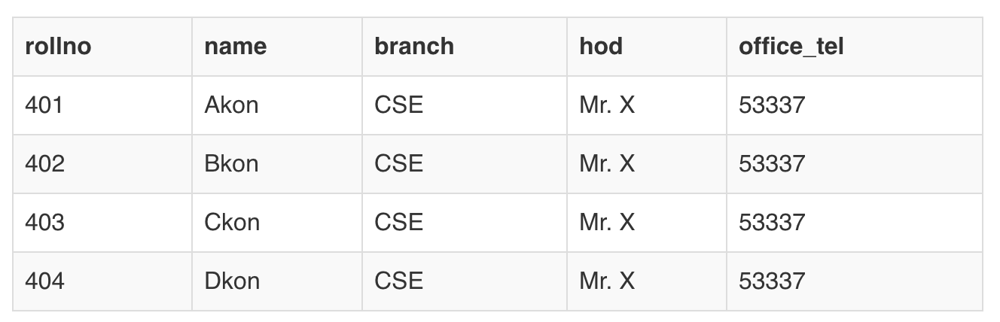 rollno name branch hod office_tel
401 Akon CSE Mr. X 53337
402 Bkon CSE Mr. X 53337
403 Ckon CSE Mr. X 53337
404 Dkon CSE Mr. X 53337